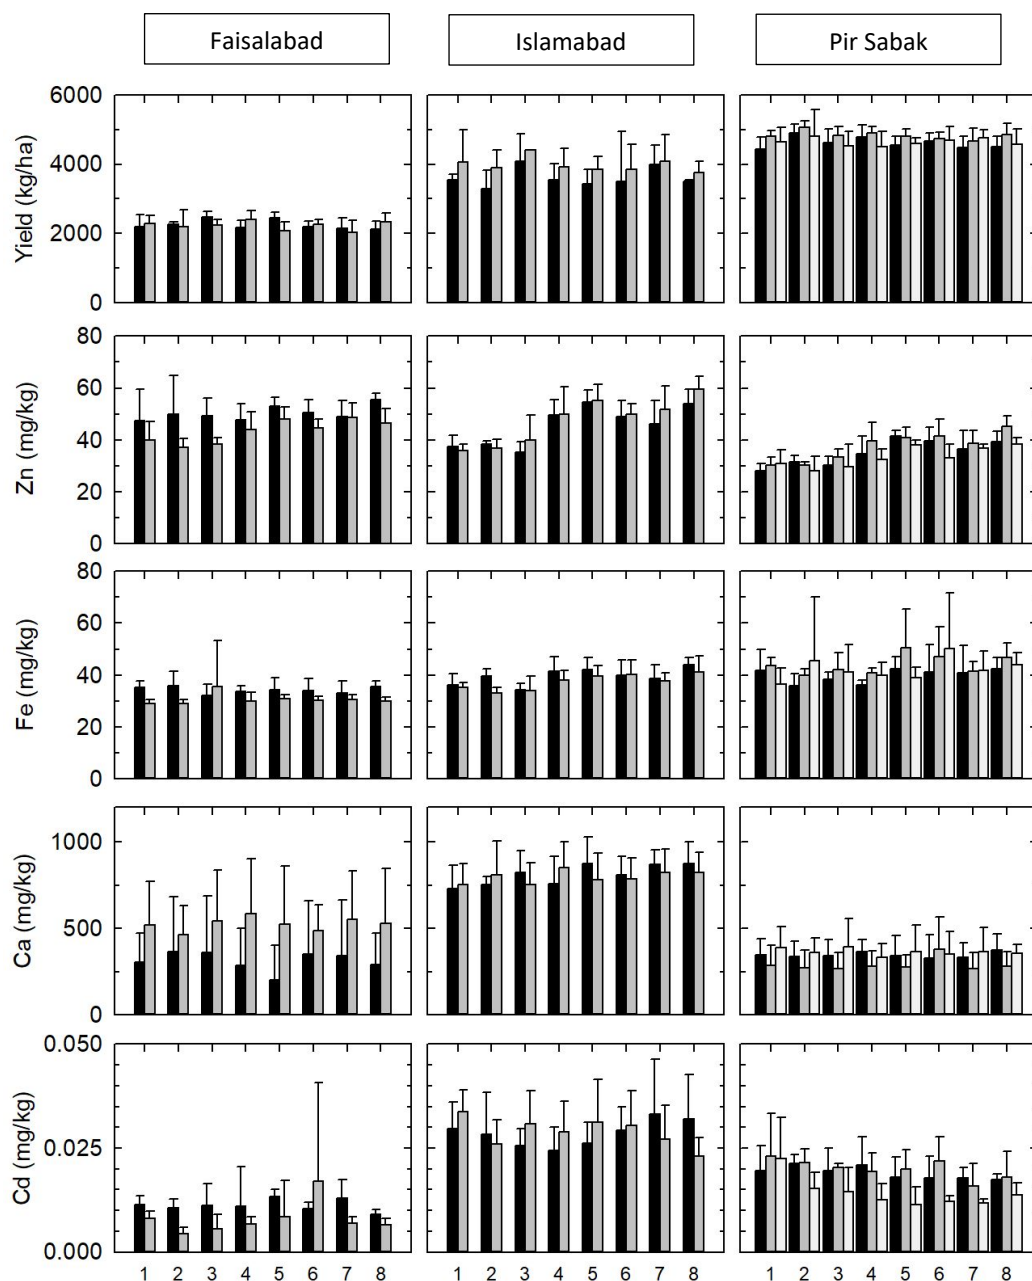 Faisalabad Islamabad Pir Sabak
Yield (kg/ha)
6000
4000
2000
0
Zn (mg/kg)
80
60
40
20
0
Fe (mg/kg)
80
60
40
20
0
Ca (mg/kg)
1000
500
0
Cd (mg/kg)
0.050
0.025
0.000
1 2 3 4 5 6 7 8 1 2 3 4 5 6 7 8 1 2 3 4 5 6 7 8